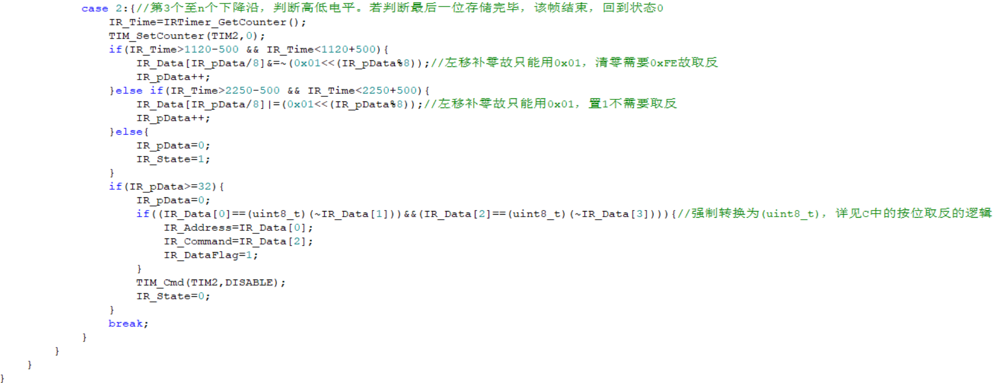 case 2:{//第3个至n个下降沿，判断高低电平。若判断最后一位存储完毕，该帧结束，回到状态0
IR_Time=IRTimer_GetCounter();
TIM_SetCounter(TIM2,0);
if(IR_Time>1120-500 && IR_Time<1120+500){
IR_Data[IR_pData/8]&=~(0x01<<(IR_pData%8));//左移补零故只能用0x01，清零需要0xFE故取反
IR_pData++;
}else if(IR_Time>2250-500 && IR_Time<2250+500){
IR_Data[IR_pData/8]|=(0x01<<(IR_pData%8));//左移补零故只能用0x01，置1不需要取反
IR_pData++;
}else{
IR_pData=0;
IR_State=1;
}
if(IR_pData>=32){
IR_pData=0;
if((IR_Data[0]==(uint8_t)(~IR_Data[1]))&&(IR_Data[2]==(uint8_t)(~IR_Data[3]))){//强制转换为(uint8_t)，详见C中的按位取反的逻辑
IR_Address=IR_Data[0];
IR_Command=IR_Data[2];
IR_DataFlag=1;
}
TIM_Cmd(TIM2,DISABLE);
IR_State=0;
}
break;
}
}
}
}